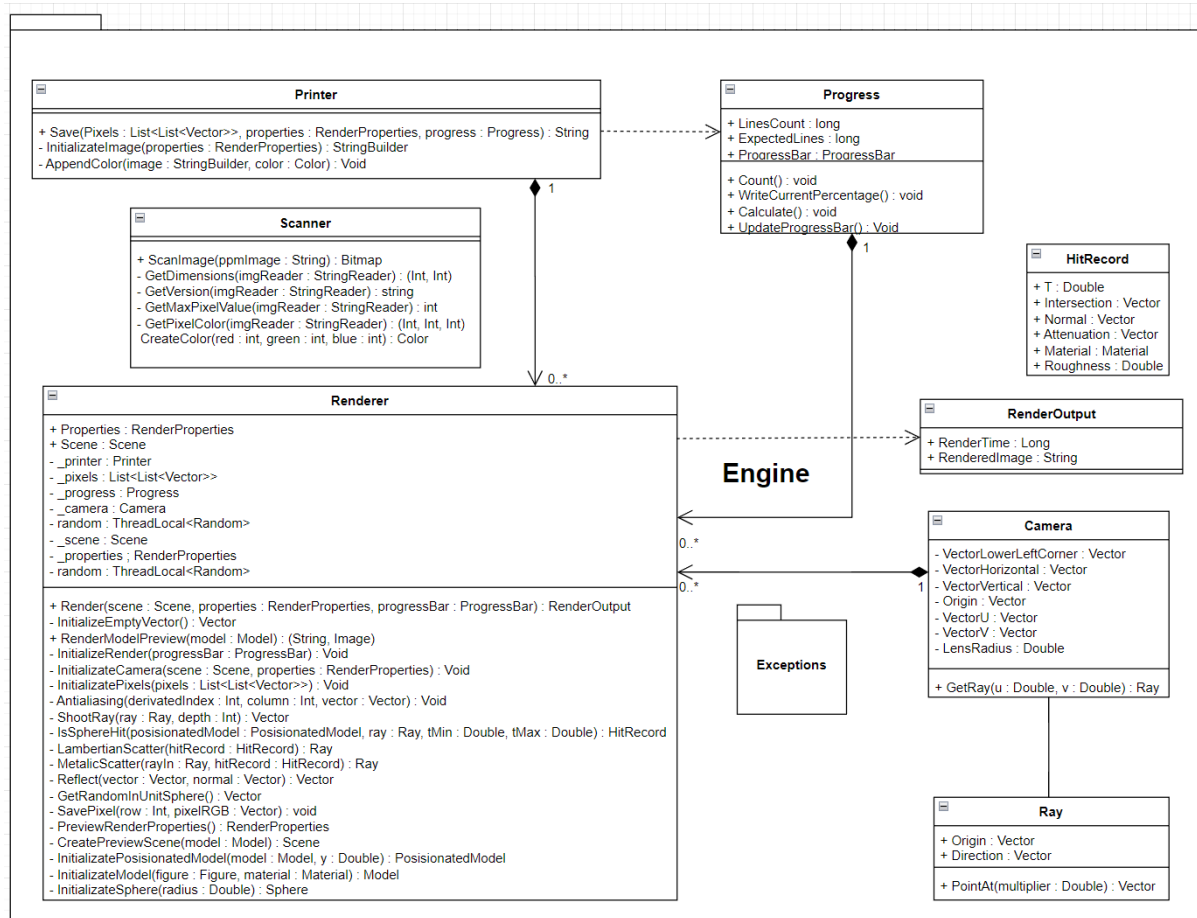 Printer
+ Save(Pixels : List<List<Vector>>, properties : RenderProperties, progress : Progress) : String
- InitializateImage(properties : RenderProperties) : StringBuilder
- AppendColor(image : StringBuilder, color : Color) : Void
1
Progress
+ LinesCount : long
+ ExpectedLines : long
+ ProgressBar : ProgressBar
+ Count() : void
+ WriteCurrentPercentage() : void
+ Calculate() : void
+ UpdateProgressBar() : Void
1
Scanner
+ ScanImage(ppmImage : String) : Bitmap
- GetDimensions(imgReader : StringReader) : (Int, Int)
- GetVersion(imgReader : StringReader) : string
- GetMaxPixelValue(imgReader : StringReader) : int
- GetPixelColor(imgReader : StringReader) : (Int, Int, Int)
CreateColor(red : int, green : int, blue : int) : Color
HitRecord
+ T : Double
+ Intersection : Vector
+ Normal : Vector
+ Attenuation : Vector
+ Material : Material
+ Roughness : Double
0..*
Renderer
+ Properties : RenderProperties
+ Scene : Scene
- _printer : Printer
- _pixels : List<List<Vector>>
- _progress : Progress
- _camera : Camera
- random : ThreadLocal<Random>
- _scene : Scene
- _properties ; RenderProperties
- random : ThreadLocal<Random>
+ Render(scene : Scene, properties : RenderProperties, progressBar : ProgressBar) : RenderOutput
- InitializeEmptyVector() : Vector
+ RenderModelPreview(model : Model) : (String, Image)
- InitializeRender(progressBar : ProgressBar) : Void
- InitializateCamera(scene : Scene, properties : RenderProperties) : Void
- InitializatePixels(pixels : List<List<Vector>>) : Void
- Antialiasing(derivatedIndex : Int, column : Int, vector : Vector) : Void
- ShootRay(ray : Ray, depth : Int) : Vector
- IsSphereHit(posisionatedModel : PosisionatedModel, ray : Ray, tMin : Double, tMax : Double) : HitRecord
- LambertianScatter(hitRecord : HitRecord) : Ray
- MetalicScatter(rayIn : Ray, hitRecord : HitRecord) : Ray
- Reflect(vector : Vector, normal : Vector) : Vector
- GetRandomInUnitSphere() : Vector
- SavePixel(row : Int, pixelRGB : Vector) : void
- PreviewRenderProperties() : RenderProperties
- CreatePreviewScene(model : Model) : Scene
- InitializatePosisionatedModel(model : Model, y : Double) : PosisionatedModel
- InitializateModel(figure : Figure, material : Material) : Model
- InitializateSphere(radius : Double) : Sphere
RenderOutput
+ RenderTime : Long
+ RenderedImage : String
Engine
0..*
0..*
1
Camera
- VectorLowerLeftCorner : Vector
- VectorHorizontal : Vector
- VectorVertical : Vector
- Origin : Vector
- VectorU : Vector
- VectorV : Vector
- LensRadius : Double
+ GetRay(u : Double, v : Double) : Ray
Exceptions
Ray
+ Origin : Vector
+ Direction : Vector
+ PointAt(multiplier : Double) : Vector